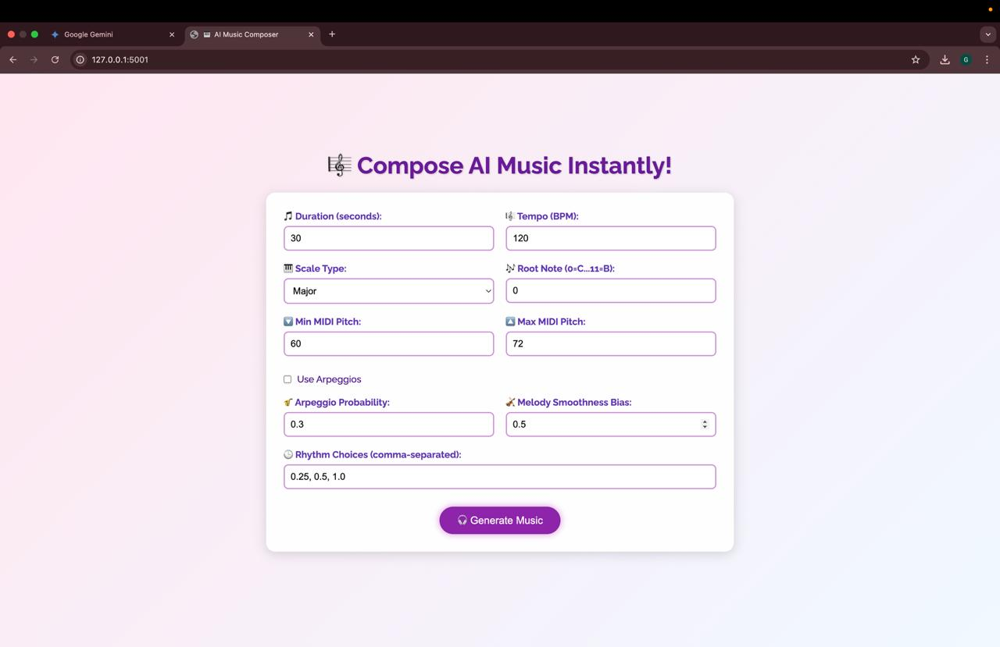 Google Gemini
AI Music Composer
127.0.0.1:5001
G
Compose AI Music Instantly!
Duration (seconds): Tempo (BPM):
30 120
Scale Type: Root Note (0=C...11=B):
Major 0
Min MIDI Pitch: Max MIDI Pitch:
60 72
Use Arpeggios
Arpeggio Probability: Melody Smoothness Bias:
0.3 0.5
Rhythm Choices (comma-separated):
0.25, 0.5, 1.0
Generate Music